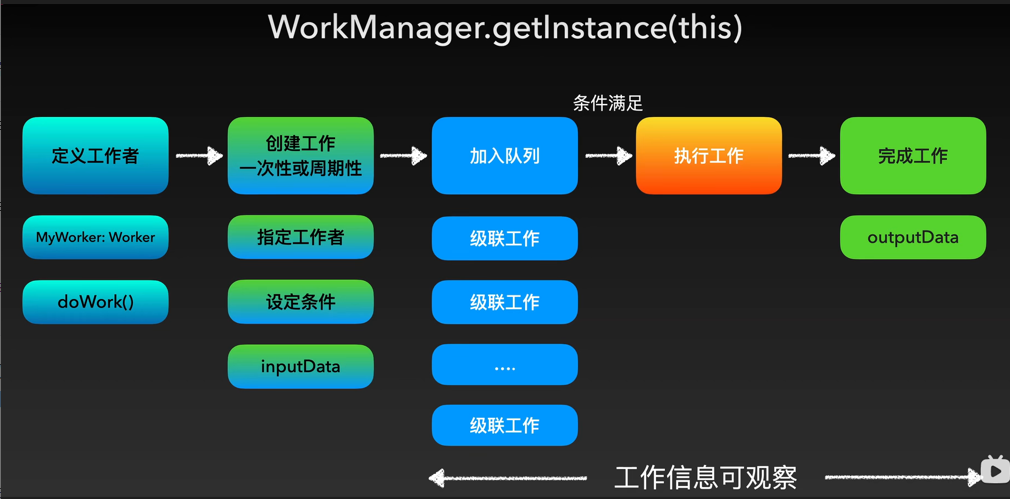 WorkManager.getInstance(this)
条件满足
定义工作者
创建工作
一次性或周期性
加入队列
执行工作
完成工作
MyWorker: Worker
指定工作者
级联工作
outputData
doWork()
设定条件
级联工作
inputData
....
级联工作
工作信息可观察